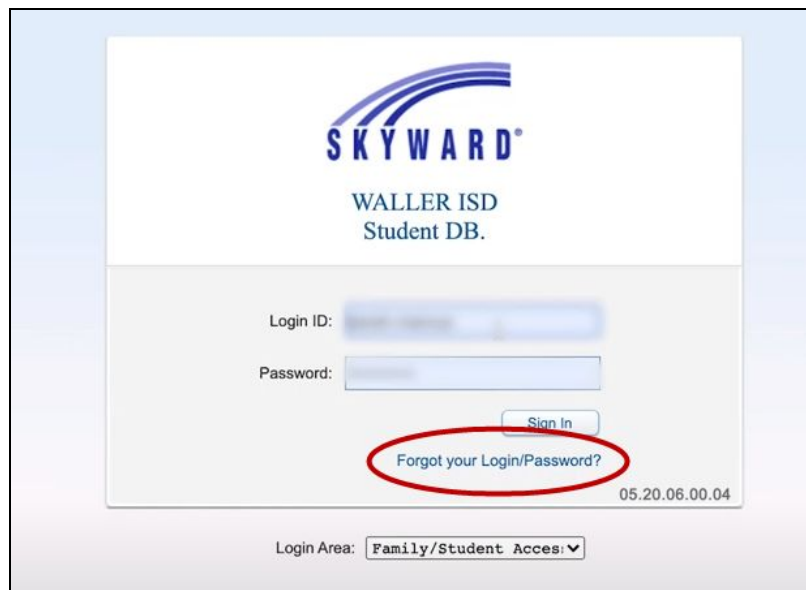 SKYWARD®
WALLER ISD
Student DB.
Login ID:
Password:
Sign In
Forgot your Login/Password?
05.20.06.00.04
Login Area: Family/Student Acces: